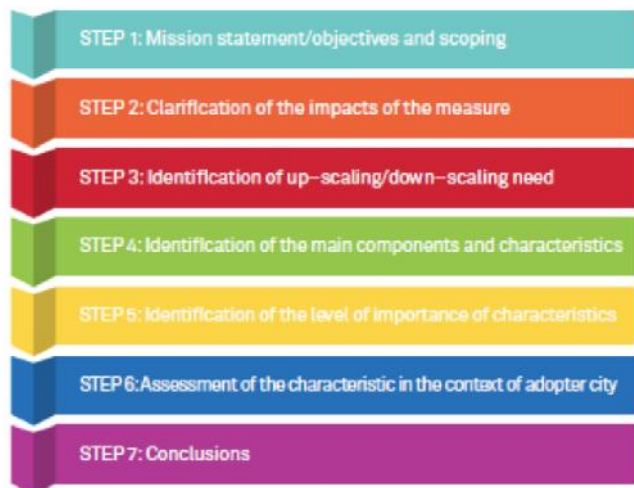 STEP 1: Mission statement/objectives and scoping
STEP 2: Clarification of the impacts of the measure
STEP 3: Identification of up-scaling/down-scaling need
STEP 4: Identification of the main components and characteristics
STEP 5: Identification of the level of importance of characteristics
STEP 6: Assessment of the characteristic in the context of adopter city
STEP 7: Conclusions